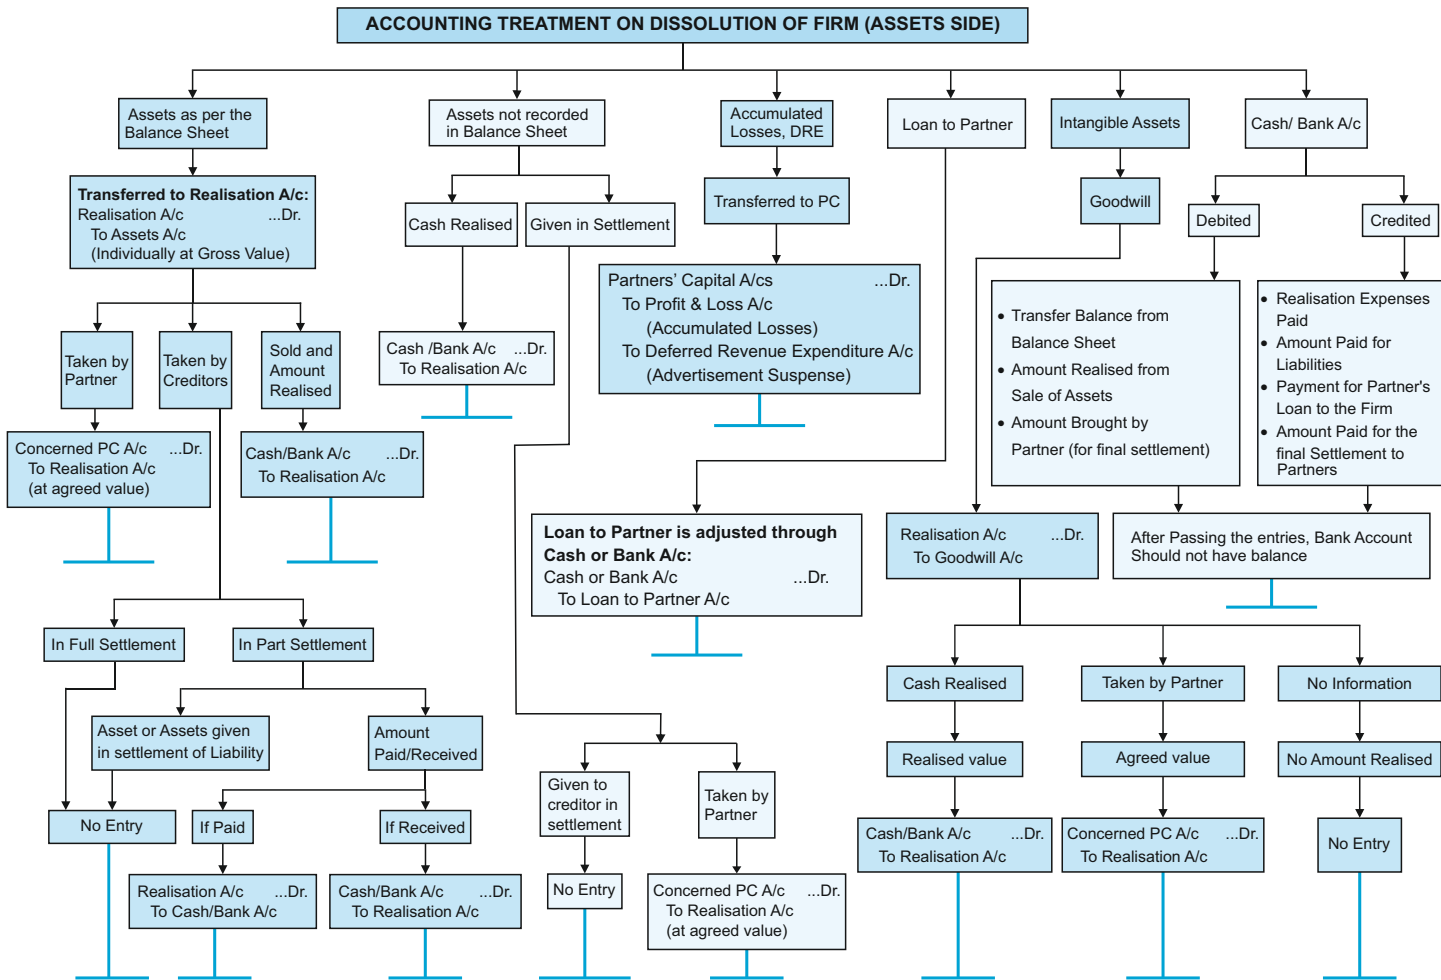 ACCOUNTING TREATMENT ON DISSOLUTION OF FIRM (ASSETS SIDE)
Assets as per the
Balance Sheet
Assets not recorded
in Balance Sheet
Accumulated
Losses, DRE
Loan to Partner
Intangible Assets
Cash/ Bank A/c
Transferred to Realisation A/c:
Realisation A/c ...Dr.
To Assets A/c
(Individually at Gross Value)
Cash Realised
Given in Settlement
Transferred to PC
Goodwill
Debited
Credited
Partners' Capital A/cs ...Dr.
To Profit & Loss A/c
(Accumulated Losses)
To Deferred Revenue Expenditure A/c
(Advertisement Suspense)
• Transfer Balance from
Balance Sheet
• Amount Realised from
Sale of Assets
• Amount Brought by
Partner (for final settlement)
• Realisation Expenses
Paid
• Amount Paid for
Liabilities
• Payment for Partner's
Loan to the Firm
• Amount Paid for the
final Settlement to
Partners
Taken by
Partner
Taken by
Creditors
Sold and
Amount
Realised
Cash /Bank A/c ...Dr.
To Realisation A/c
Concerned PC A/c ...Dr.
To Realisation A/c
(at agreed value)
Cash/Bank A/c ...Dr.
To Realisation A/c
Loan to Partner is adjusted through
Cash or Bank A/c:
Cash or Bank A/c ...Dr.
To Loan to Partner A/c
Realisation A/c ...Dr.
To Goodwill A/c
After Passing the entries, Bank Account
Should not have balance
In Full Settlement
In Part Settlement
Cash Realised
Taken by Partner
No Information
Asset or Assets given
in settlement of Liability
Amount
Paid/Received
Realised value
Agreed value
No Amount Realised
Given to
creditor in
settlement
Taken by
Partner
No Entry
If Paid
If Received
Cash/Bank A/c ...Dr.
To Realisation A/c
Concerned PC A/c ...Dr.
To Realisation A/c
No Entry
Realisation A/c ...Dr.
To Cash/Bank A/c
Cash/Bank A/c ...Dr.
To Realisation A/c
No Entry
Concerned PC A/c ...Dr.
To Realisation A/c
(at agreed value)